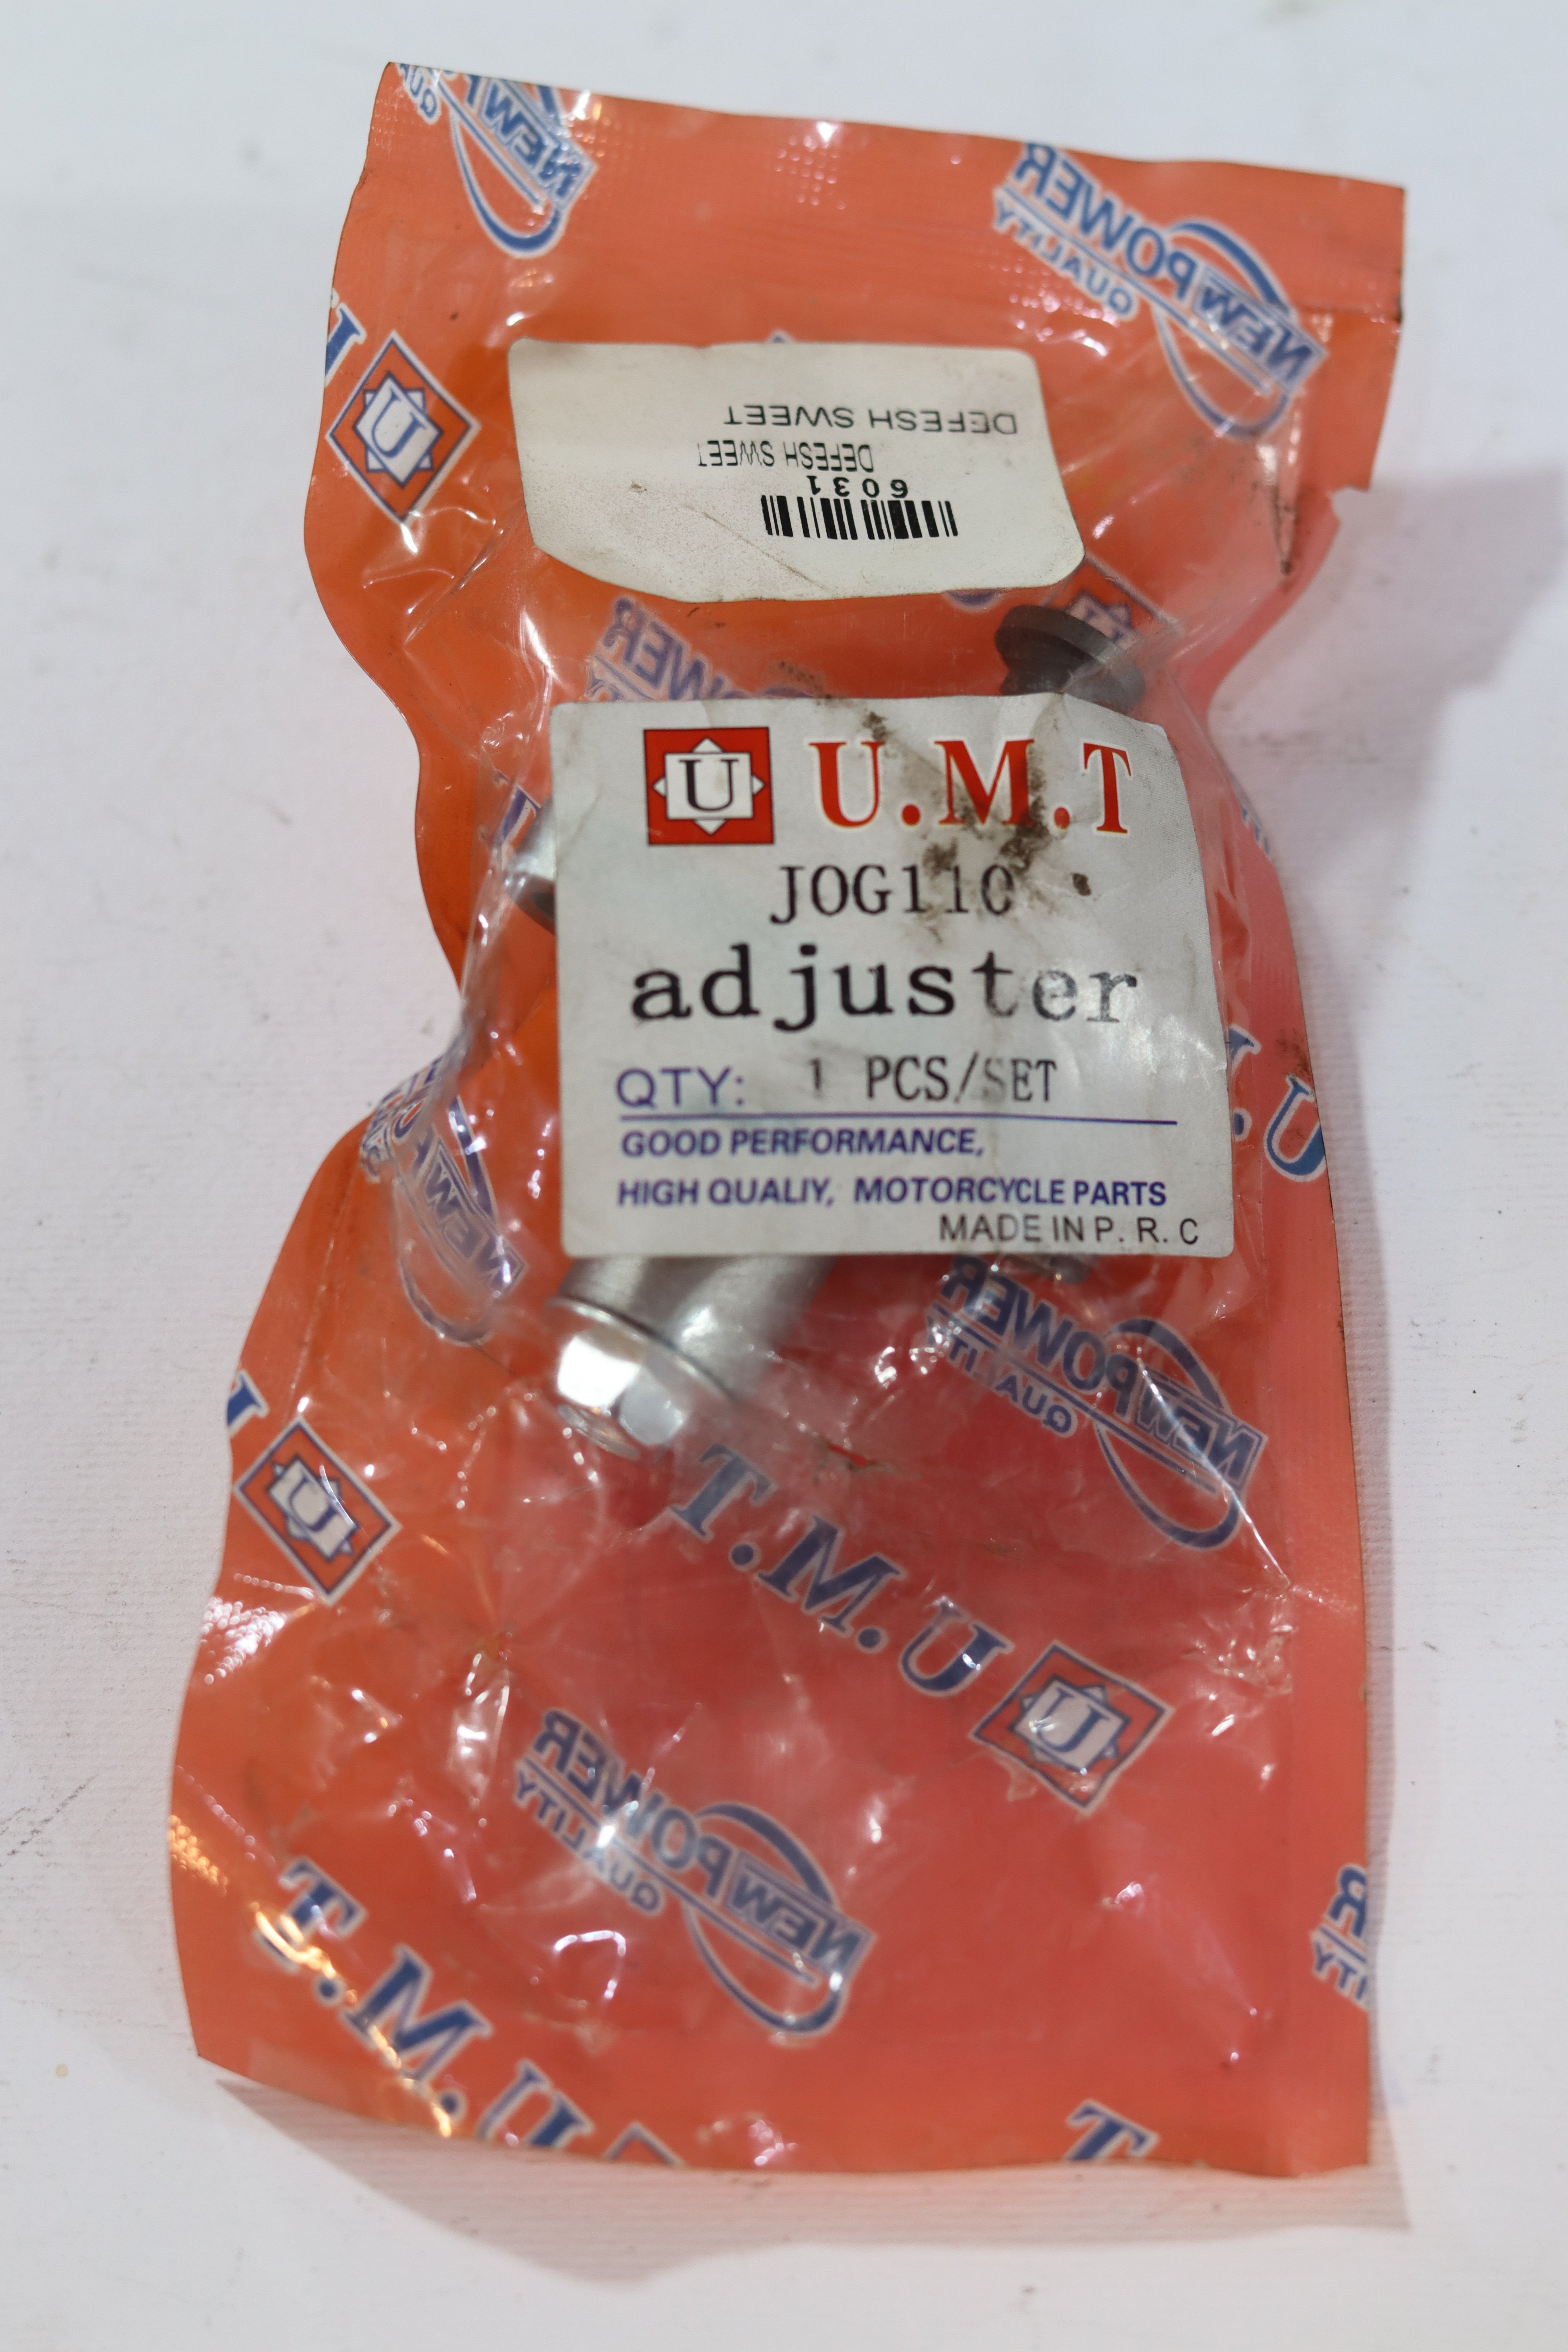 DEFESH SWEET
DEFESH SWEET
6031
U U.M.T
JOG110
adjuster
QTY: 1 PCS/SET
GOOD PERFORMANCE,
HIGH QUALIY, MOTORCYCLE PARTS
MADE IN P. R. C
NEW POWER
QUALITY
NEW POWER
QUALITY
U.M.T
U
NEW POWER
QUALITY
U.M.T